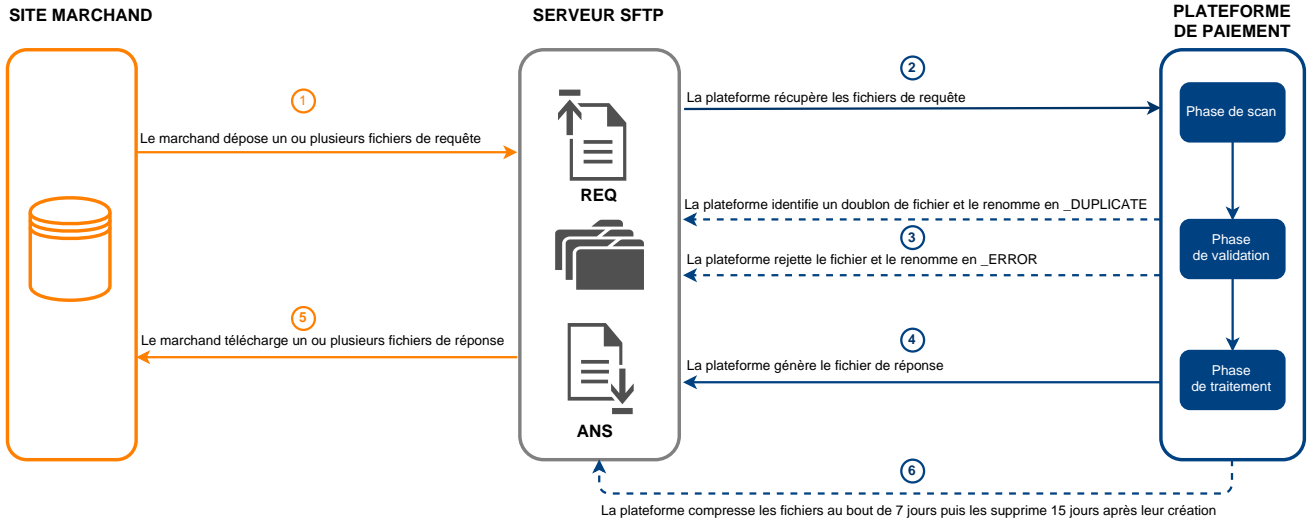 SITE MARCHAND
SERVEUR SFTP
PLATEFORME
DE PAIEMENT
1
Le marchand dépose un ou plusieurs fichiers de requête
REQ
2
La plateforme récupère les fichiers de requête
Phase de scan
La plateforme identifie un doublon de fichier et le renomme en _DUPLICATE
3
La plateforme rejette le fichier et le renomme en _ERROR
Phase
de validation
4
La plateforme génère le fichier de réponse
Phase
de traitement
5
Le marchand télécharge un ou plusieurs fichiers de réponse
ANS
6
La plateforme compresse les fichiers au bout de 7 jours puis les supprime 15 jours après leur création